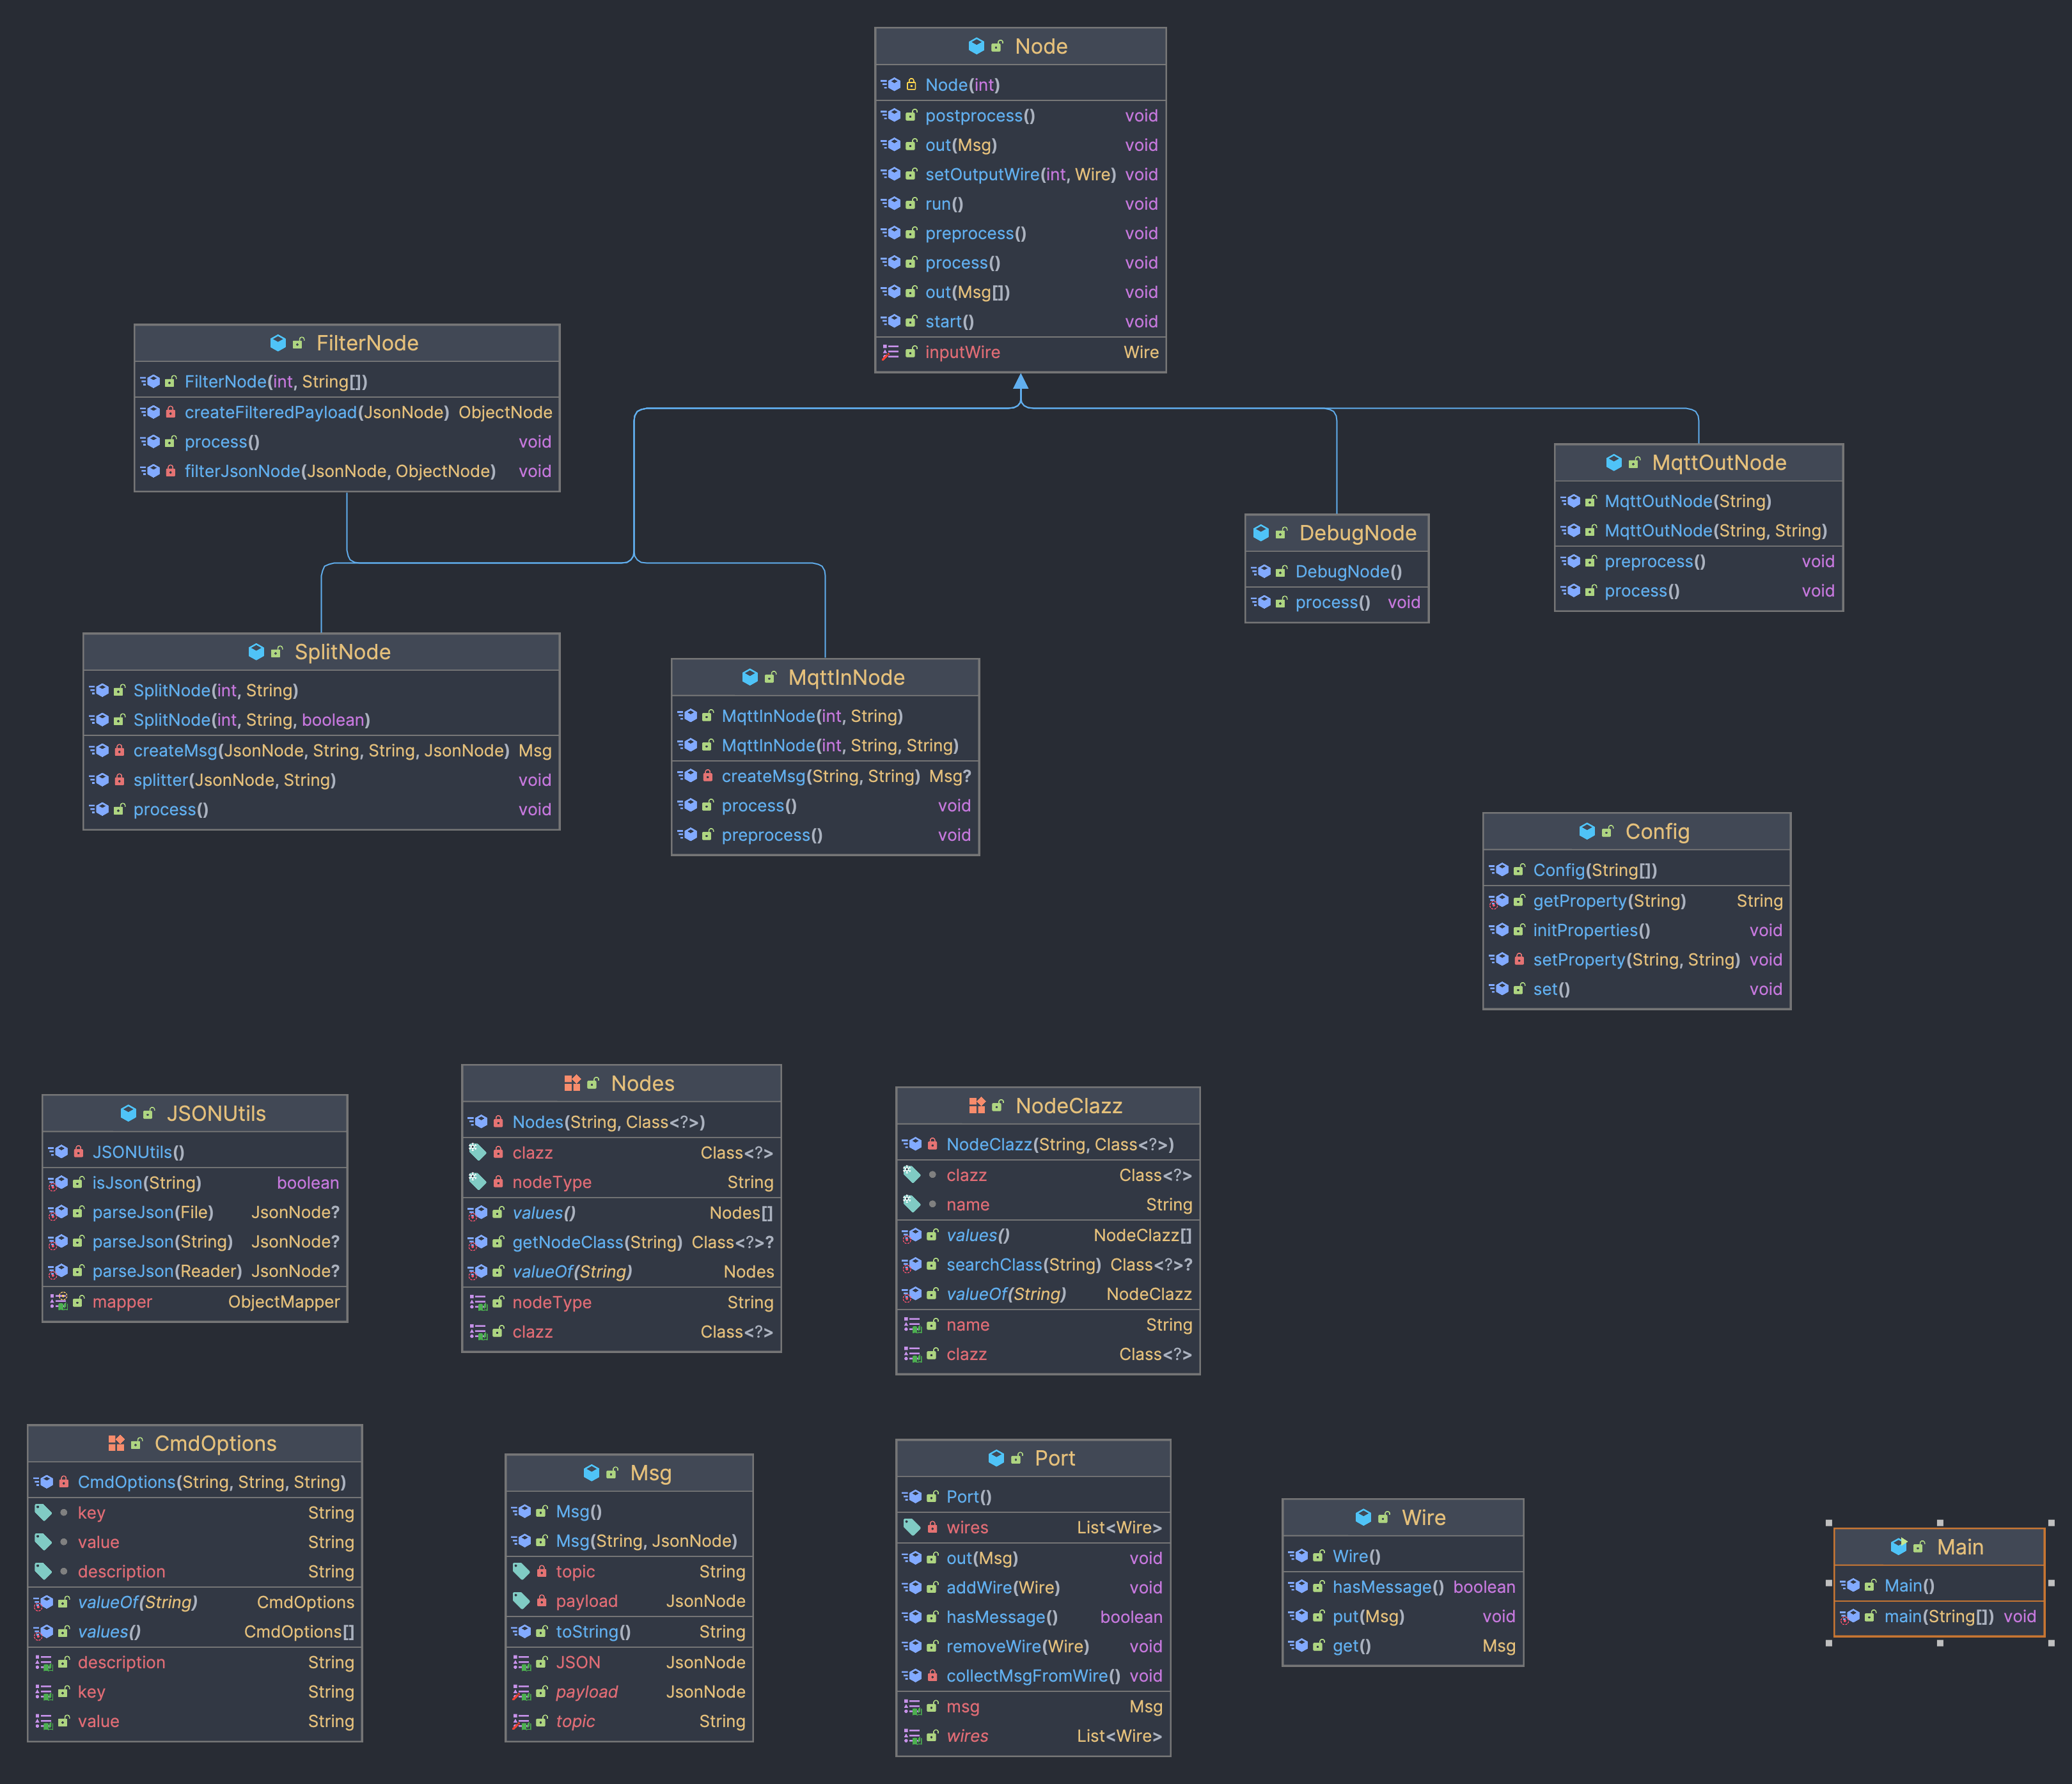 Node
Node(int)
postprocess() void
out(Msg) void
setOutputWire(int, Wire) void
run() void
preprocess() void
process() void
out(Msg[]) void
start() void
inputWire Wire
FilterNode
FilterNode(int, String[])
createFilteredPayload(JsonNode) ObjectNode
process() void
filterJsonNode(JsonNode, ObjectNode) void
MqttOutNode
MqttOutNode(String)
MqttOutNode(String, String)
preprocess() void
process() void
DebugNode
DebugNode()
process() void
SplitNode
SplitNode(int, String)
SplitNode(int, String, boolean)
createMsg(JsonNode, String, String, JsonNode) Msg
splitter(JsonNode, String) void
process() void
MqttInNode
MqttInNode(int, String)
MqttInNode(int, String, String)
createMsg(String, String) Msg?
process() void
preprocess() void
Config
Config(String[])
getProperty(String) String
initProperties() void
setProperty(String, String) void
set() void
JSONUtils
JSONUtils()
isJson(String) boolean
parseJson(File) JsonNode?
parseJson(String) JsonNode?
parseJson(Reader) JsonNode?
mapper ObjectMapper
Nodes
Nodes(String, Class<?>)
clazz Class<?>
nodeType String
values() Nodes[]
getNodeClass(String) Class<?>?
valueOf(String) Nodes
nodeType String
clazz Class<?>
NodeClazz
NodeClazz(String, Class<?>)
clazz Class<?>
name String
values() NodeClazz[]
searchClass(String) Class<?>?
valueOf(String) NodeClazz
name String
clazz Class<?>
CmdOptions
CmdOptions(String, String, String)
key String
value String
description String
valueOf(String) CmdOptions
values() CmdOptions[]
description String
key String
value String
Msg
Msg()
Msg(String, JsonNode)
topic String
payload JsonNode
toString() String
JSON JsonNode
payload JsonNode
topic String
Port
Port()
wires List<Wire>
out(Msg) void
addWire(Wire) void
hasMessage() boolean
removeWire(Wire) void
collectMsgFromWire() void
msg Msg
wires List<Wire>
Wire
Wire()
hasMessage() boolean
put(Msg) void
get() Msg
Main
Main()
main(String[]) void